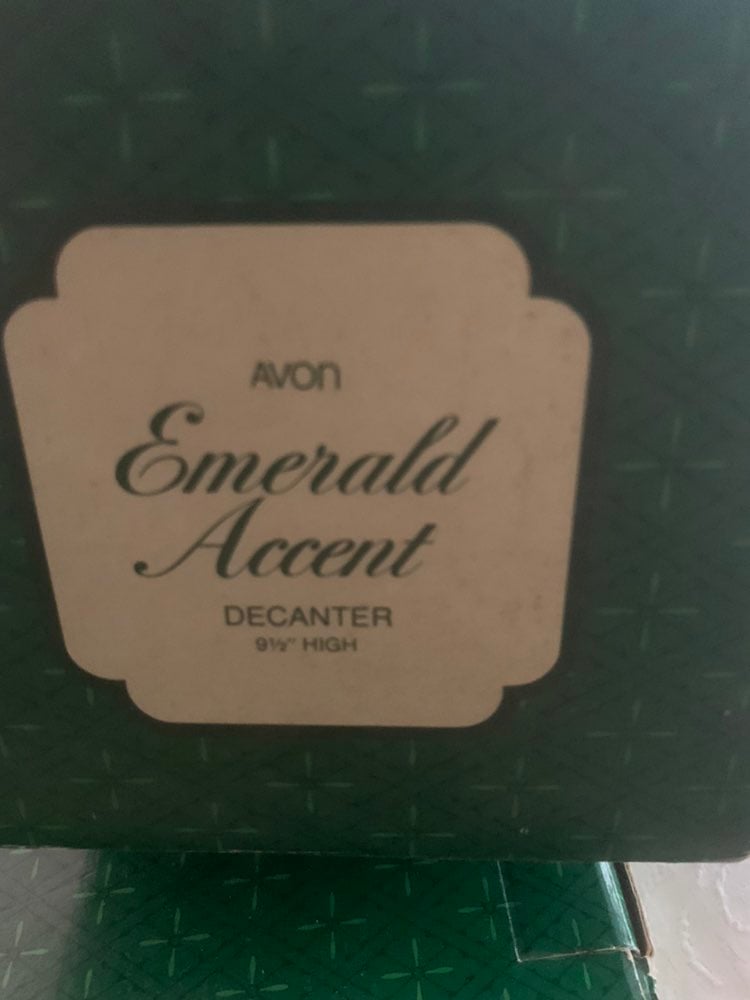 AVON
Emerald
Accent
DECANTER
9½" HIGH